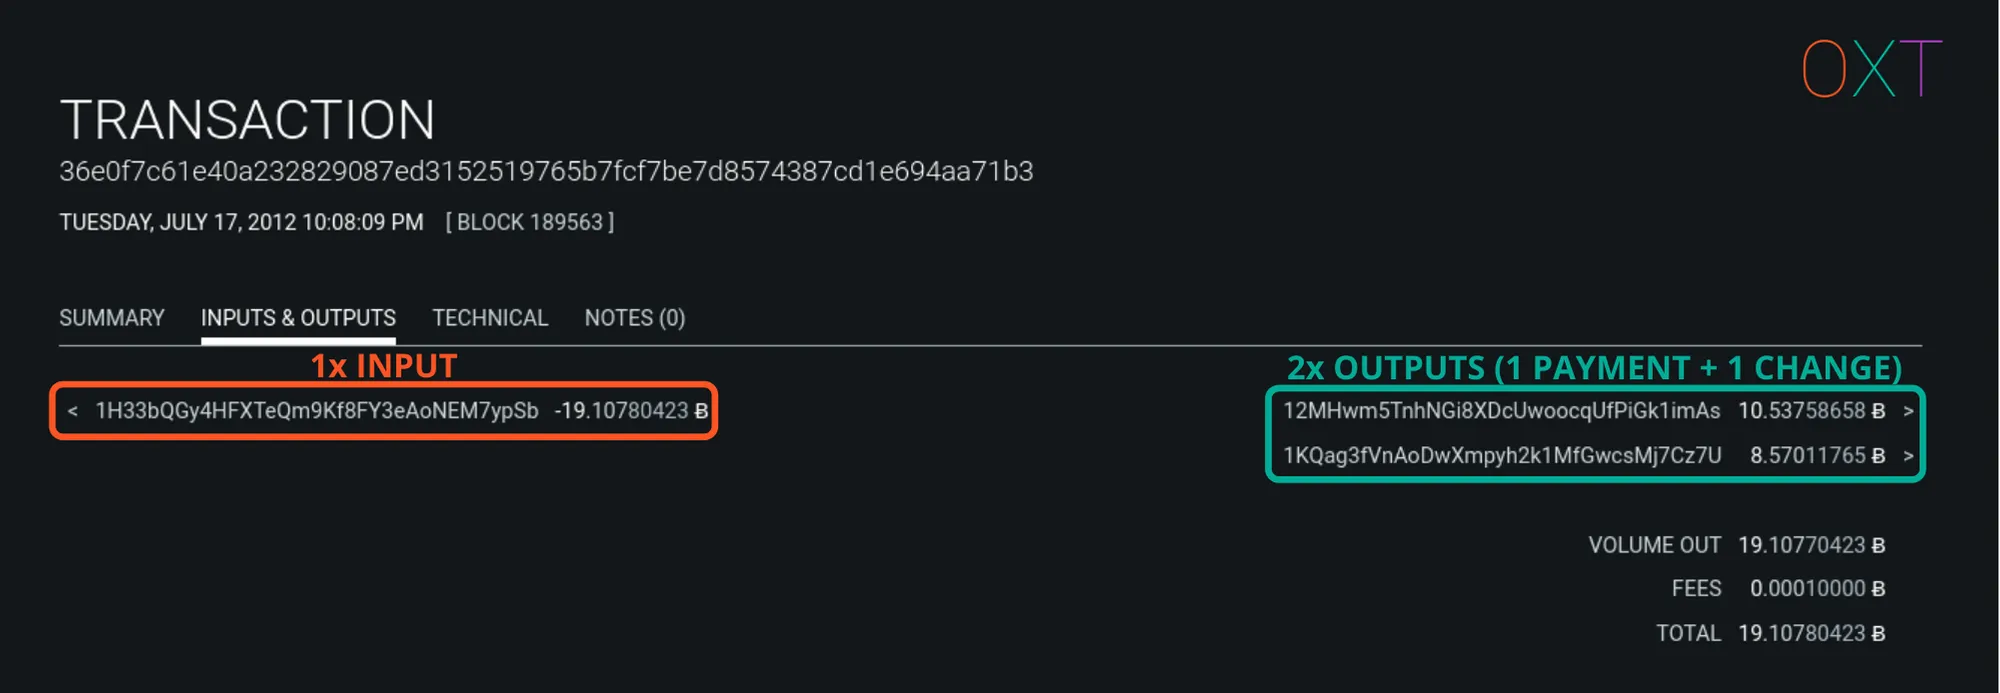 OXT
TRANSACTION
36e0f7c61e40a232829087ed3152519765b7fcf7be7d8574387cd1e694aa71b3
TUESDAY, JULY 17, 2012 10:08:09 PM [ BLOCK 189563 ]
SUMMARY INPUTS & OUTPUTS TECHNICAL NOTES (0)
1x INPUT
2x OUTPUTS (1 PAYMENT + 1 CHANGE)
< 1H33bQGy4HFXTeQm9Kf8FY3eAoNEM7ypSb -19.10780423 Ƀ
12MHwm5TnhNGi8XDcUwoocqUfPiGk1imAs 10.53758658 Ƀ >
1KQag3fVnAoDwXmpyh2k1MfGwcsMj7Cz7U 8.57011765 Ƀ >
VOLUME OUT 19.10770423 Ƀ
FEES 0.00010000 Ƀ
TOTAL 19.10780423 Ƀ